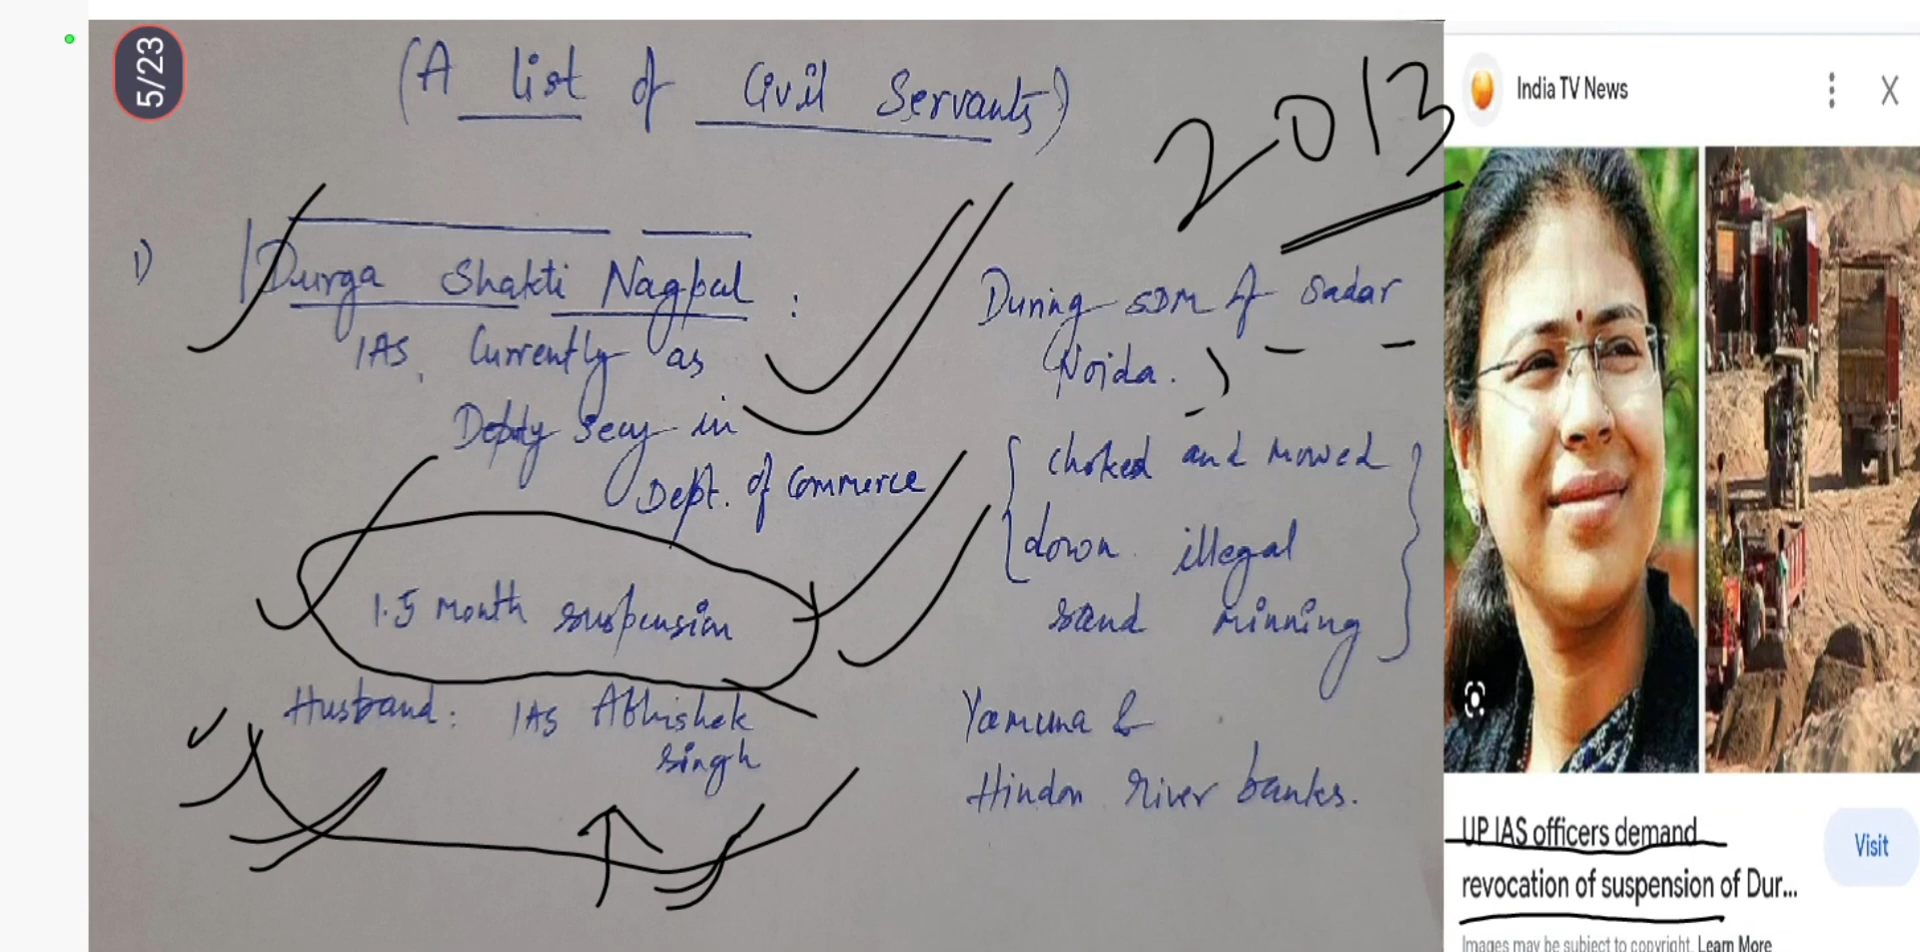 5/23
(A list of Civil Servants)
2013
1) Durga Shakti Nagpal :
IAS, Currently as
Deputy Secy in
Dept. of Commerce
1.5 month suspension
Husband: IAS Abhishek
Singh
During SDM of Sadar
Noida.
choked and mowed
down illegal
sand minning
Yamuna &
Hindon river banks.
India TV News
UP IAS officers demand
revocation of suspension of Dur...
Visit
Images may be subject to copyright. Learn More